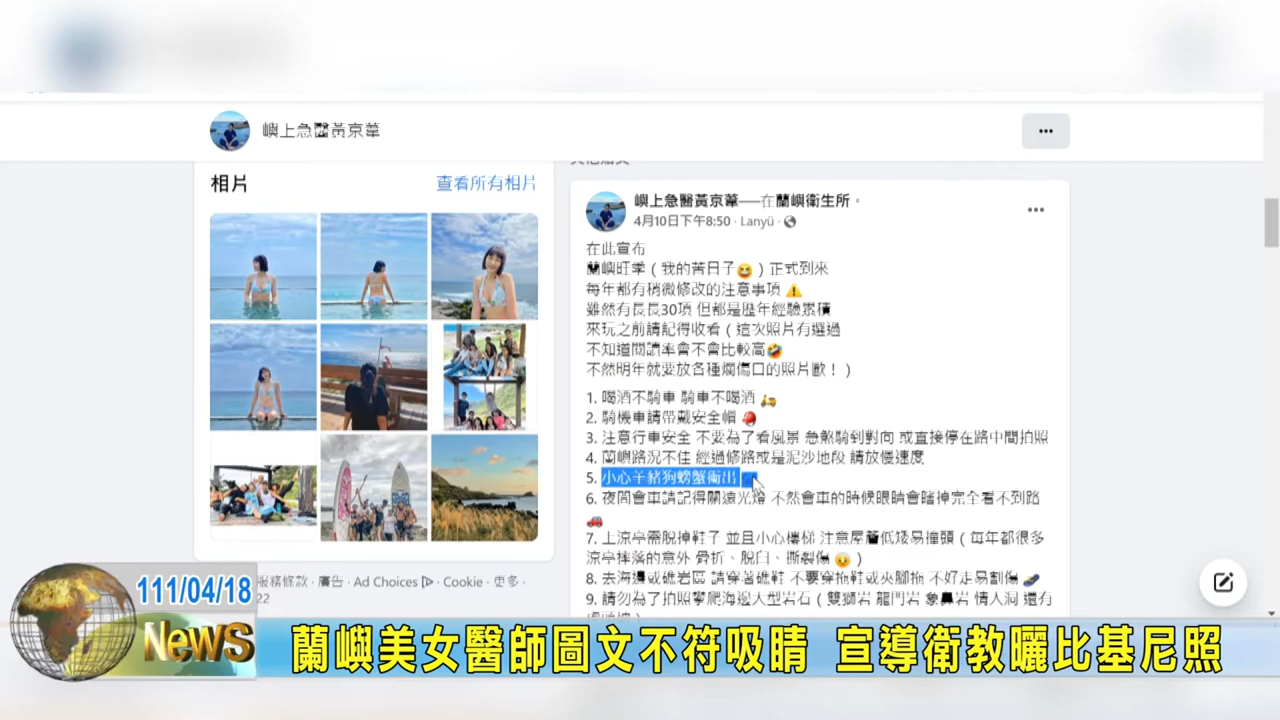 嶼上急醫黃京葦
相片
查看所有相片
嶼上急醫黃京葦──在蘭嶼衛生所。
4月10日下午8:50 · Lanyü ·
在此宣布
蘭嶼旺季（我的苦日子😆）正式到來
每年都有稍微修改的注意事項 ⚠️
雖然有長長30項 但都是歷年經驗累積
來玩之前請記得收看（這次照片有選過
不知道閱讀率會不會比較高🤣
不然明年就要放各種爛傷口的照片歐！）
1. 喝酒不騎車 騎車不喝酒 🛵
2. 騎機車請帶戴安全帽
3. 注意行車安全 不要為了看風景 急煞騎到對向 或直接停在路中間拍照
4. 蘭嶼路況不佳 經過修路或是泥沙地段 請放慢速度
5. 小心羊豬狗螃蟹衝出
6. 夜間會車請記得關遠光燈 不然會車的時候眼睛會瞎掉完全看不到路
🚗
7. 上涼亭需脫掉鞋子 並且小心樓梯 注意屋簷低矮易撞頭（每年都很多
涼亭摔落的意外 骨折、脫臼、撕裂傷 ）
8. 去海邊或礁岩區 請穿著礁鞋 不要穿拖鞋或夾腳拖 不好走易割傷
9. 請勿為了拍照攀爬海邊大型岩石（雙獅岩 龍門岩 象鼻岩 情人洞 還有
服務條款 · 廣告 · Ad Choices · Cookie · 更多 ·
22
111/04/18
NewS
蘭嶼美女醫師圖文不符吸睛 宣導衛教曬比基尼照